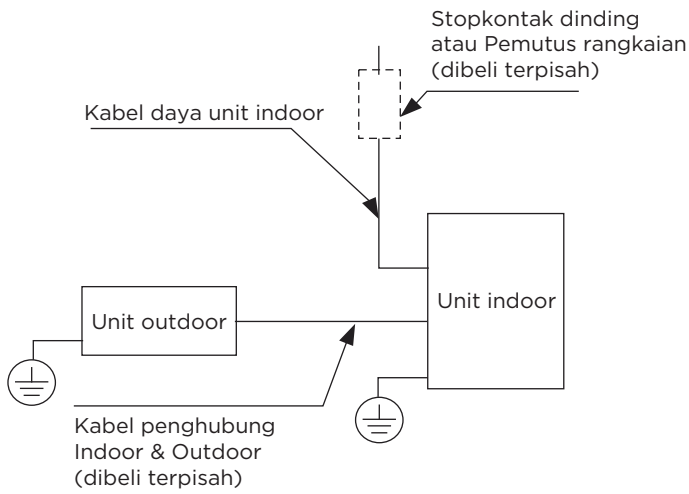 Stopkontak dinding
atau Pemutus rangkaian
(dibeli terpisah)
Kabel daya unit indoor
Unit indoor
Unit outdoor
Kabel penghubung
Indoor & Outdoor
(dibeli terpisah)